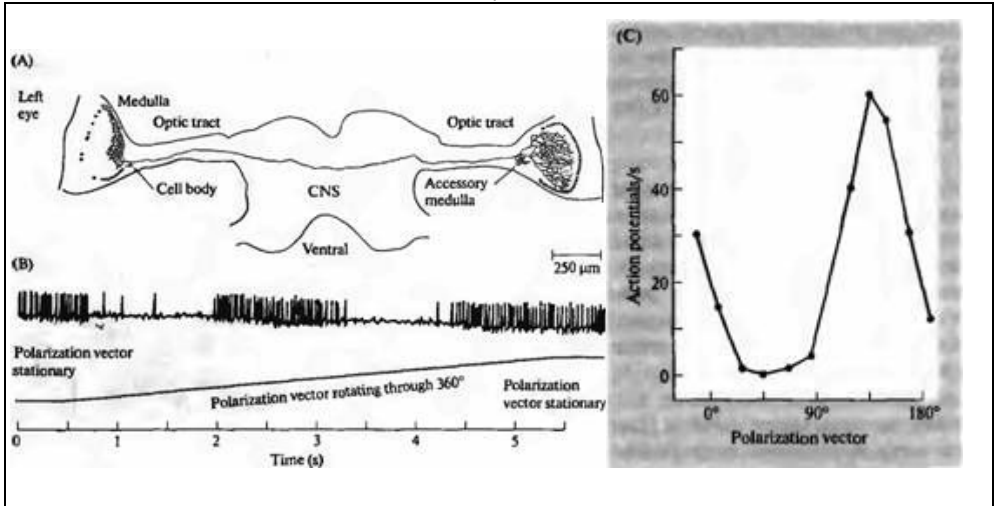 (A)
Left
eye
Medulla
Optic tract
Optic tract
Cell body
CNS
Accessory
medulla
Ventral
250 µm
(B)
Polarization vector
stationary
Polarization vector rotating through 360°
Polarization
vector stationary
0 1 2 3 4 5
Time (s)
(C)
Action potentials/s
60
40
20
0
0° 90° 180°
Polarization vector